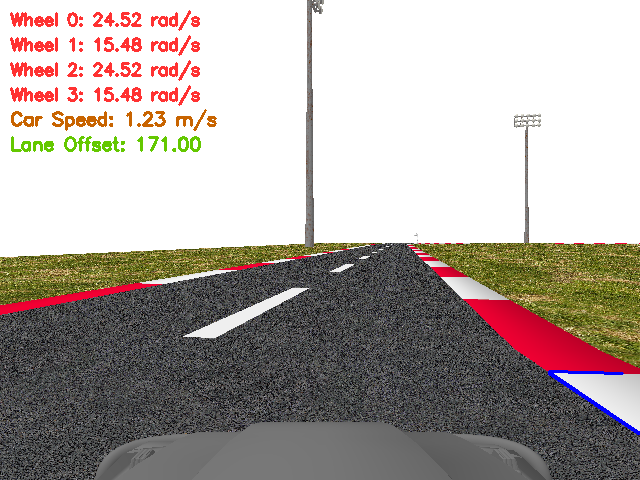 Wheel 0: 24.52 rad/s
Wheel 1: 15.48 rad/s
Wheel 2: 24.52 rad/s
Wheel 3: 15.48 rad/s
Car Speed: 1.23 m/s
Lane Offset: 171.00